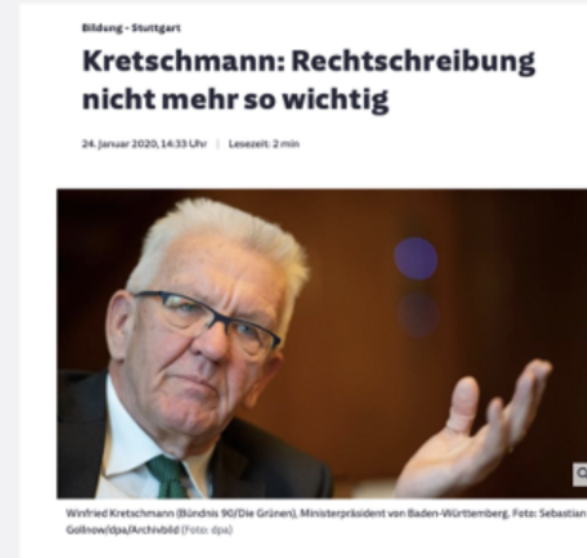 Bildung - Stuttgart
Kretschmann: Rechtschreibung
nicht mehr so wichtig
24. Januar 2020, 14:33 Uhr | Lesezeit: 2 min
Winfried Kretschmann (Bündnis 90/Die Grünen), Ministerpräsident von Baden-Württemberg. Foto: Sebastian
Gollnow/dpa/Archivbild (Foto: dpa)